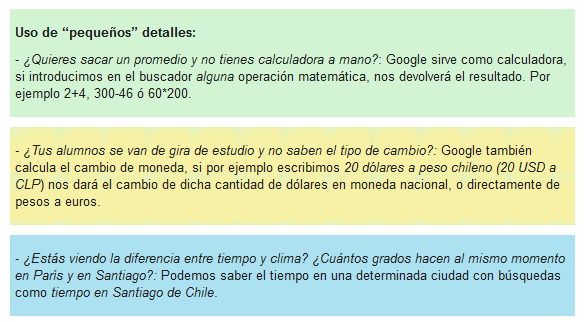 Uso de “pequeños” detalles:
- ¿Quieres sacar un promedio y no tienes calculadora a mano?: Google sirve como calculadora,
si introducimos en el buscador alguna operación matemática, nos devolverá el resultado. Por
ejemplo 2+4, 300-46 ó 60*200.
- ¿Tus alumnos se van de gira de estudio y no saben el tipo de cambio?: Google también
calcula el cambio de moneda, si por ejemplo escribimos 20 dólares a peso chileno (20 USD a
CLP) nos dará el cambio de dicha cantidad de dólares en moneda nacional, o directamente de
pesos a euros.
- ¿Estás viendo la diferencia entre tiempo y clima? ¿Cuántos grados hacen al mismo momento
en París y en Santiago?: Podemos saber el tiempo en una determinada ciudad con búsquedas
como tiempo en Santiago de Chile.